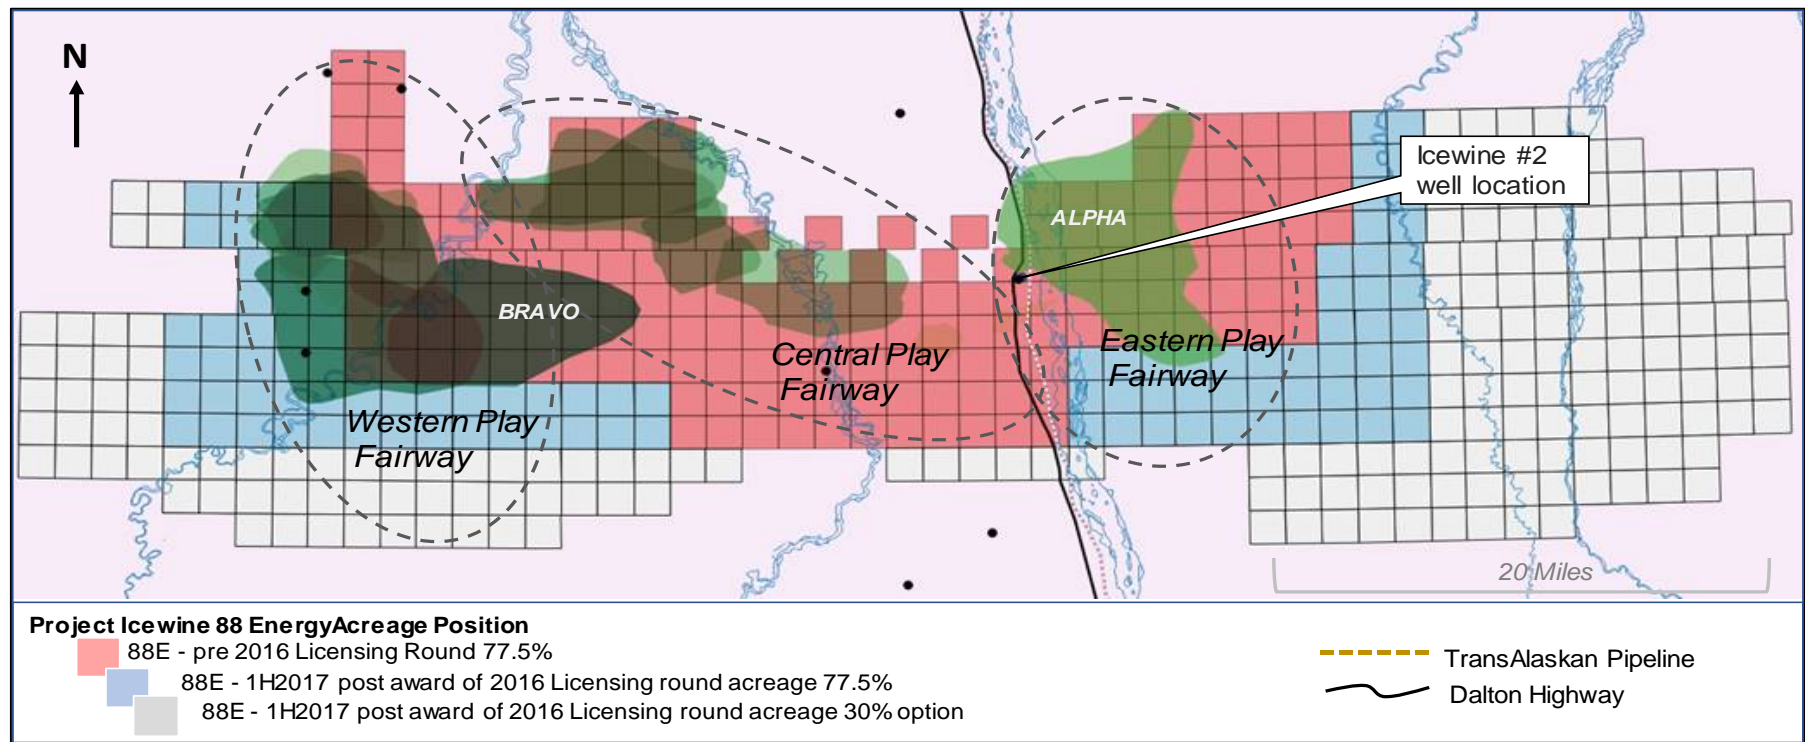 N
Icewine #2
well location
ALPHA
BRAVO
Central Play
Fairway
Eastern Play
Fairway
Western Play
Fairway
20 Miles
Project Icewine 88 EnergyAcreage Position
88E - pre 2016 Licensing Round 77.5%
88E - 1H2017 post award of 2016 Licensing round acreage 77.5%
88E - 1H2017 post award of 2016 Licensing round acreage 30% option
TransAlaskan Pipeline
Dalton Highway